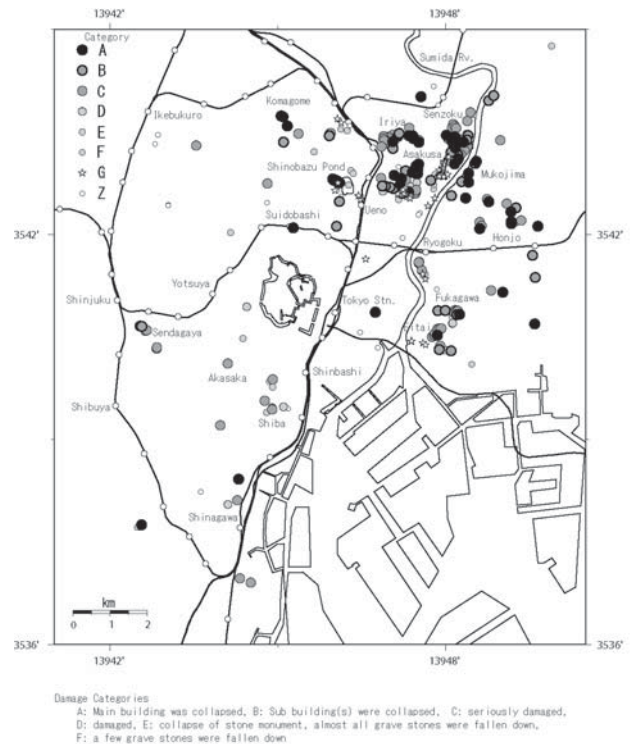 13942' 13948'
Category
A
B
C
D
E
F
G
Z
Sumida Rv.
Komagome
Senzoku
Ikebukuro
Iriya
Asakusa
Shinobazu Pond
Mukojima
Ueno
Suidobashi
3542' 3542'
Honjo
Ryogoku
Yotsuya
Shinjuku
Tokyo Stn.
Fukagawa
Sendagaya
Shinbashi
Akasaka
Shibuya
Shiba
Shinagawa
km
0 1 2
3536' 3536'
13942' 13948'
Damage Categories
A: Main building was collapsed, B: Sub building(s) were collapsed, C: seriously damaged,
D: damaged, E: collapse of stone monument, almost all grave stones were fallen down,
F: a few grave stones were fallen down